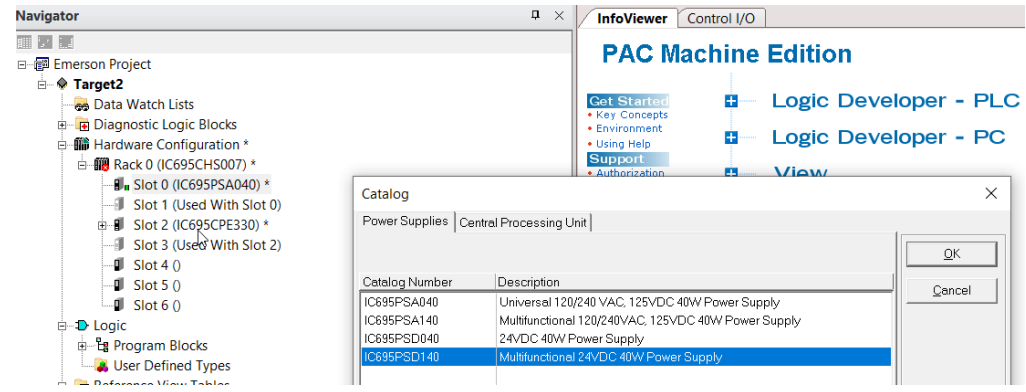 Navigator
InfoViewer
Control I/O
Emerson Project
Target2
Data Watch Lists
Diagnostic Logic Blocks
Hardware Configuration *
Rack 0 (IC695CHS007) *
Slot 0 (IC695PSA040) *
Slot 1 (Used With Slot 0)
Slot 2 (IC695CPE330) *
Slot 3 (Used With Slot 2)
Slot 4 ()
Slot 5 ()
Slot 6 ()
Logic
Program Blocks
User Defined Types
Reference View Tables
PAC Machine Edition
Get Started
• Key Concepts
• Environment
• Using Help
Support
• Authorization
Logic Developer - PLC
Logic Developer - PC
View
Catalog
Power Supplies
Central Processing Unit
Catalog Number Description
IC695PSA040 Universal 120/240 VAC, 125VDC 40W Power Supply
IC695PSA140 Multifunctional 120/240VAC, 125VDC 40W Power Supply
IC695PSD040 24VDC 40W Power Supply
IC695PSD140 Multifunctional 24VDC 40W Power Supply
OK
Cancel